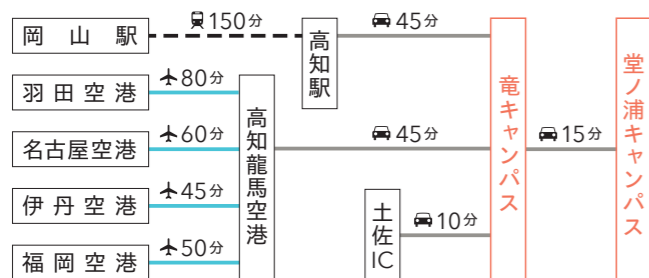 岡山駅
150分
高知駅
45分
羽田空港
80分
名古屋空港
60分
伊丹空港
45分
福岡空港
50分
高知龍馬空港
45分
土佐IC
10分
竜キャンパス
15分
堂ノ浦キャンパス